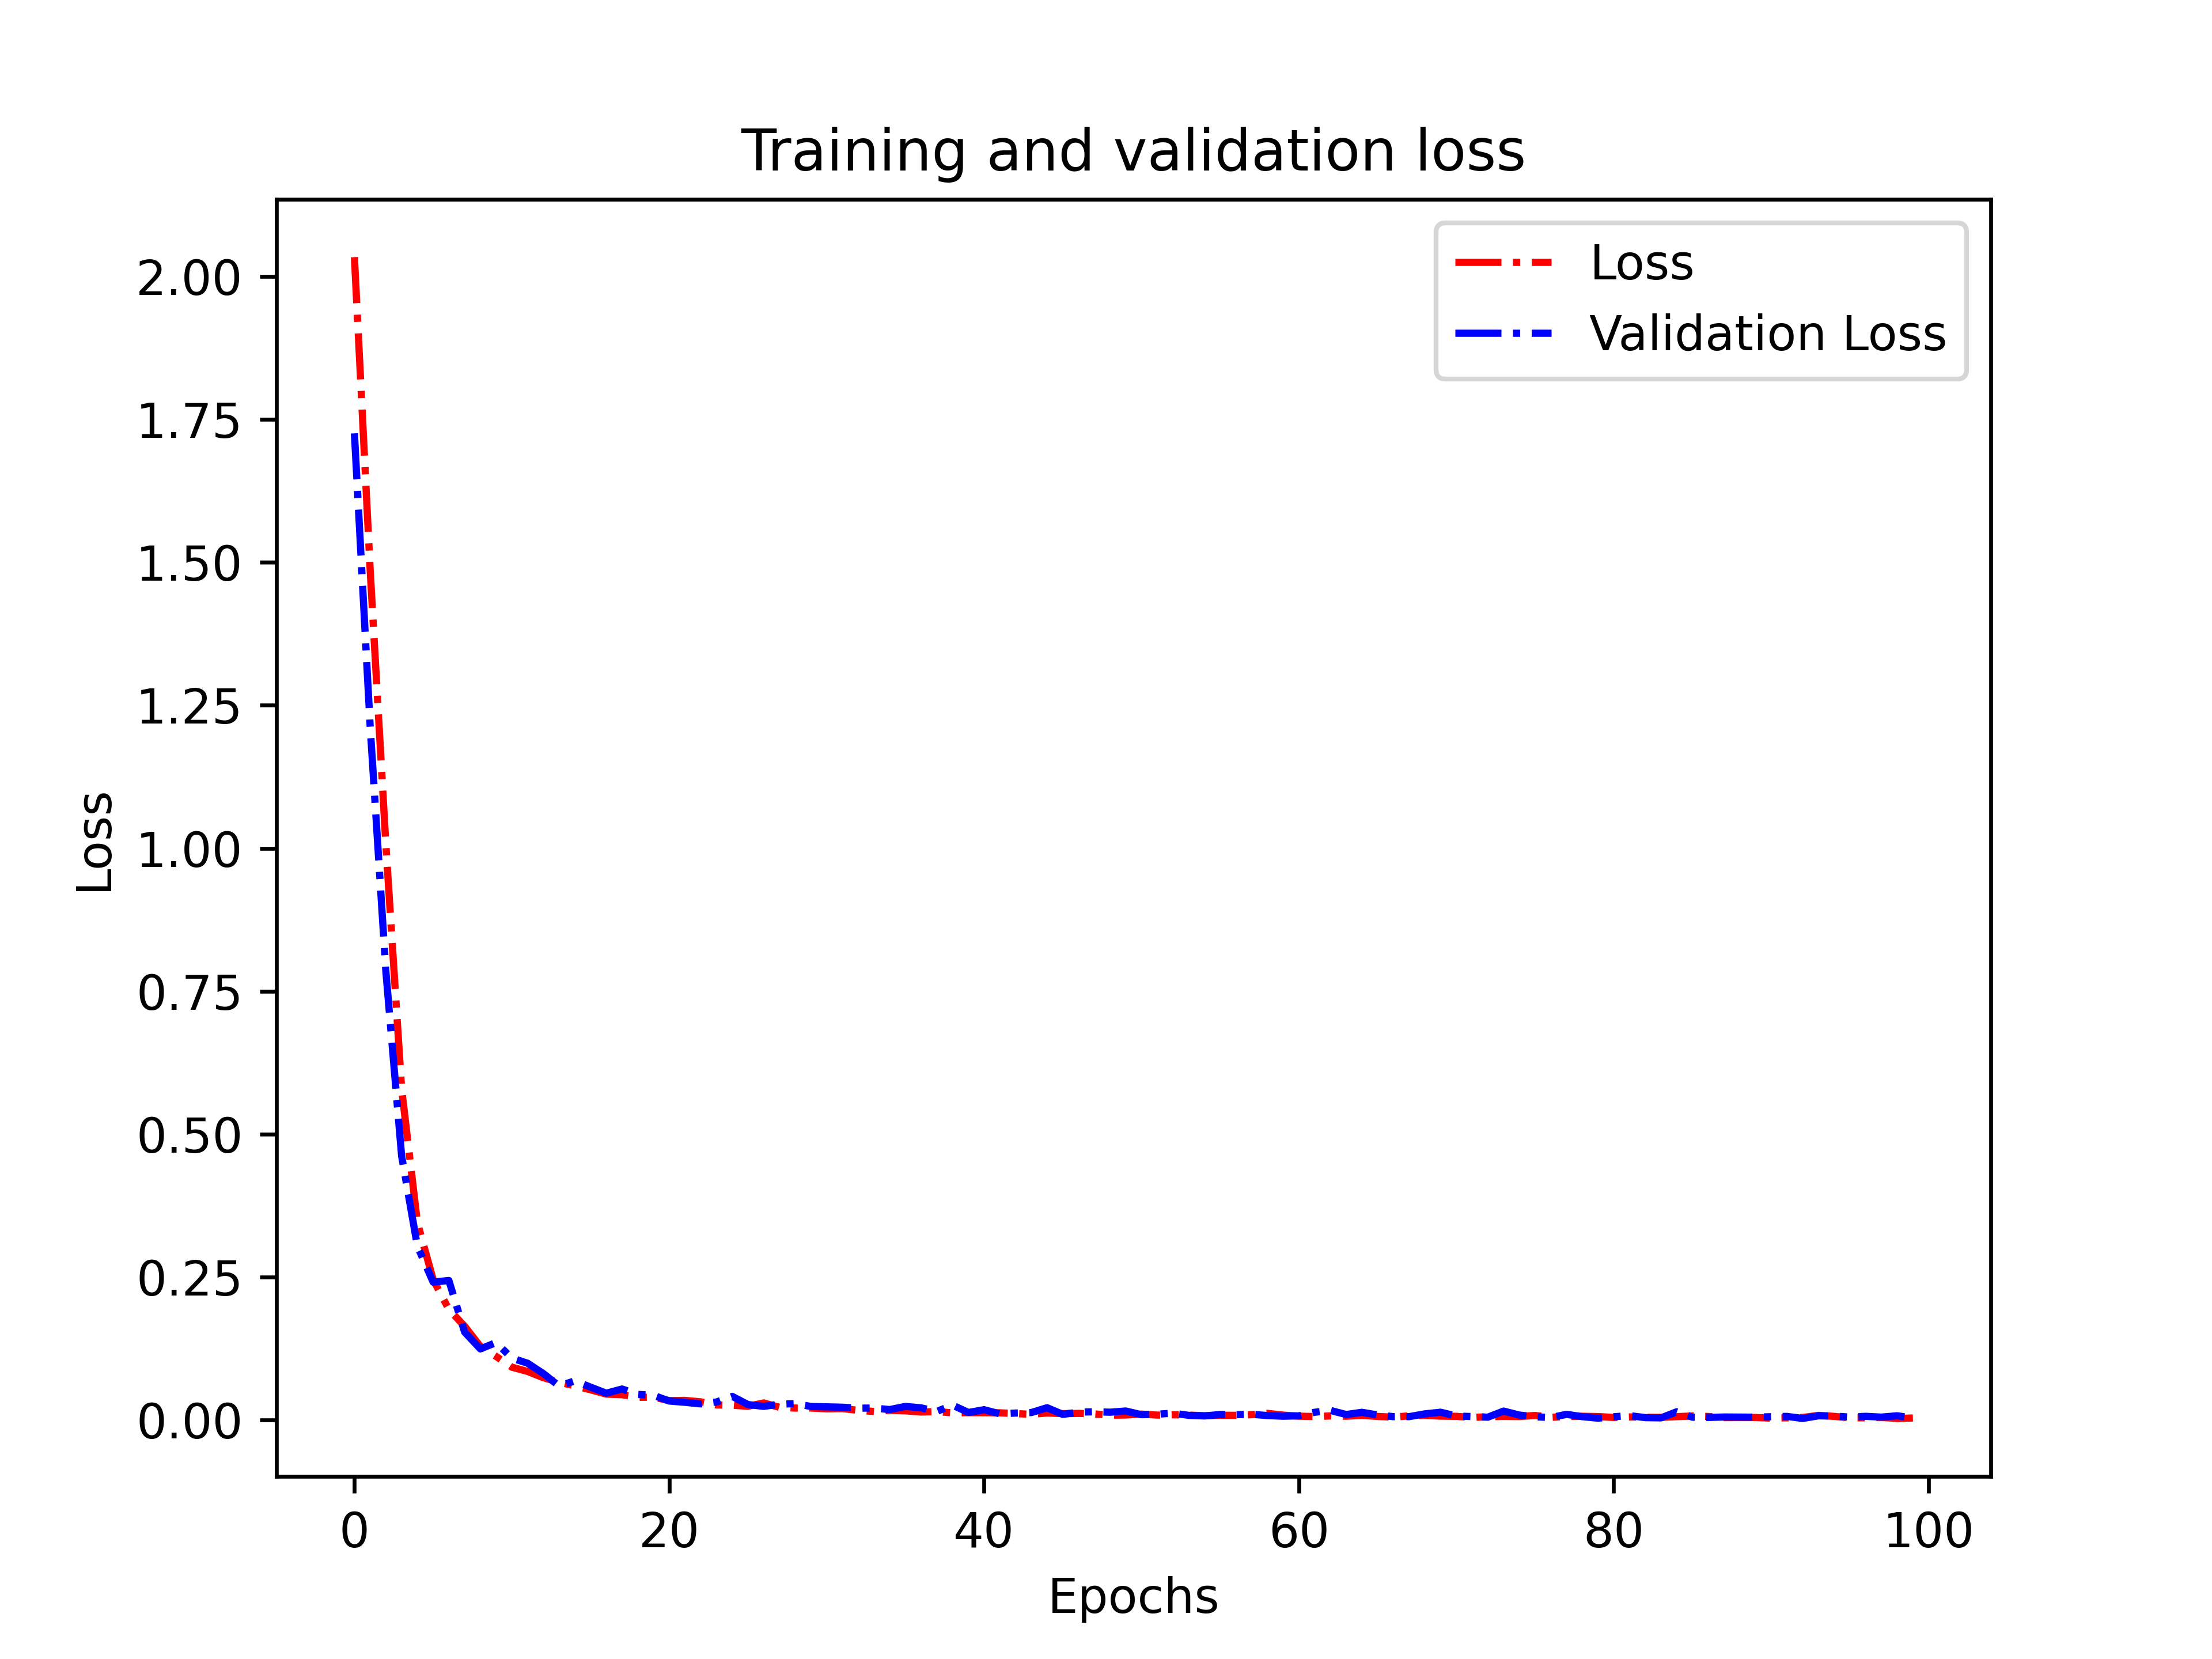 Training and validation loss
Loss
Validation Loss
2.00
1.75
1.50
1.25
1.00
0.75
0.50
0.25
0.00
Loss
0 20 40 60 80 100
Epochs